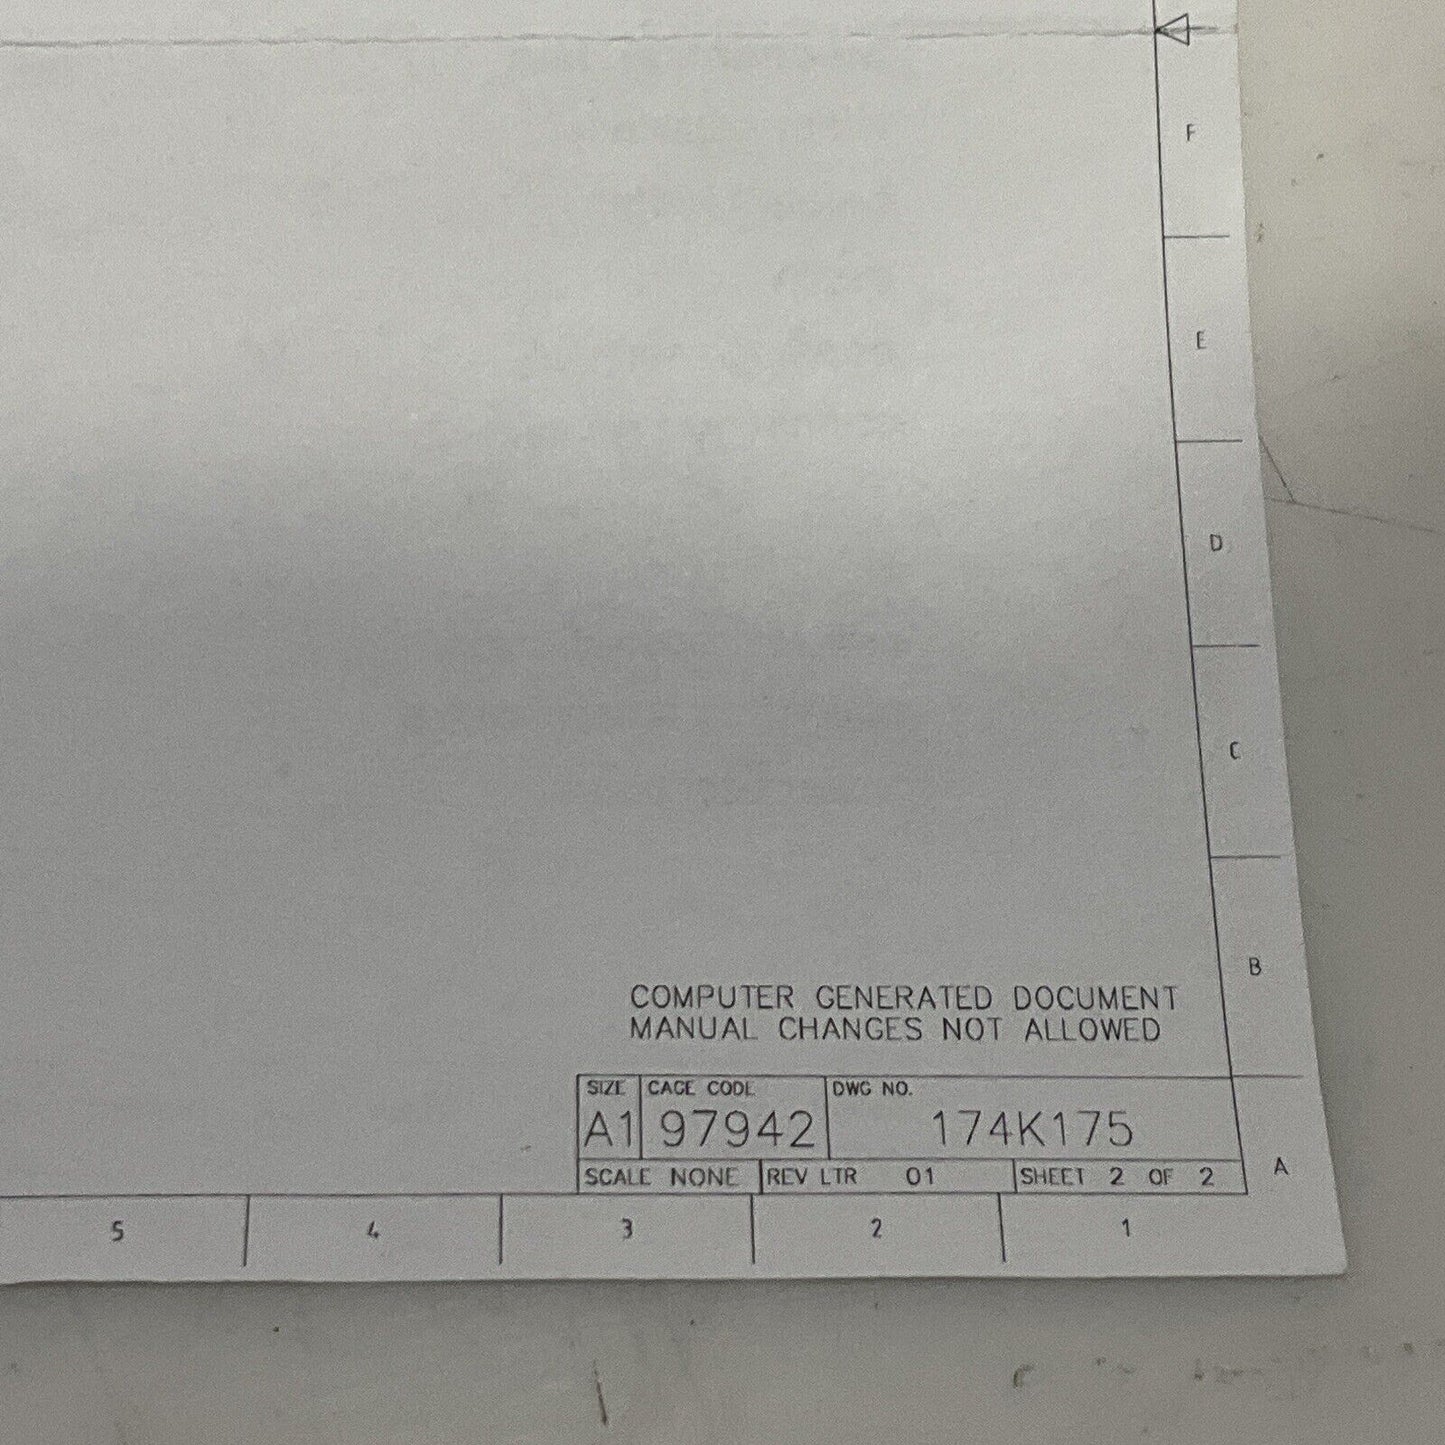 F
E
D
C
B
COMPUTER GENERATED DOCUMENT
MANUAL CHANGES NOT ALLOWED
SIZE CAGE CODE DWG NO.
A1 97942 174K175
SCALE NONE REV LTR 01 SHEET 2 OF 2
A
5 4 3 2 1